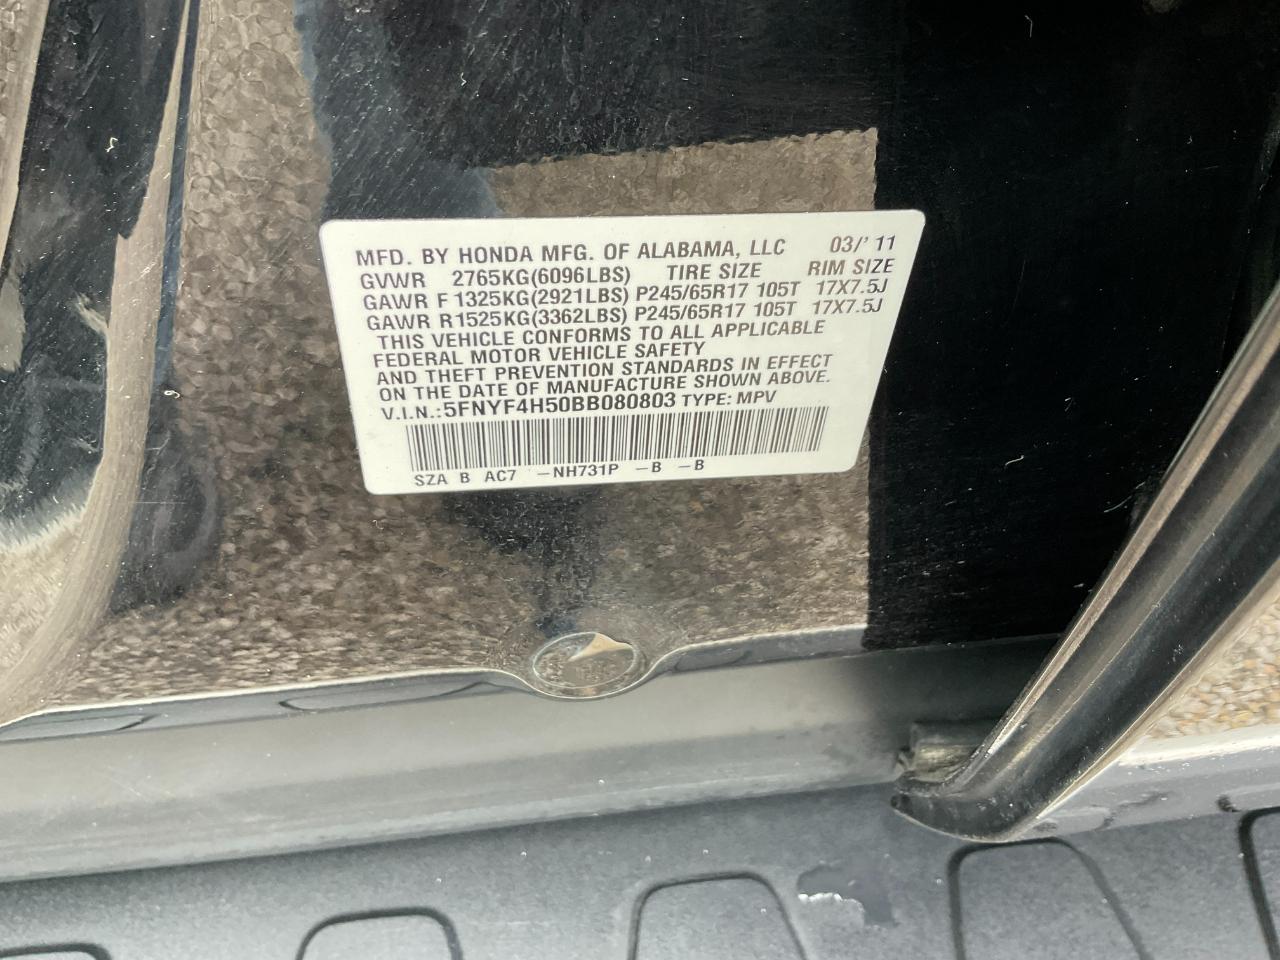 MFD. BY HONDA MFG. OF ALABAMA, LLC 03/'11
GVWR 2765KG(6096LBS) TIRE SIZE RIM SIZE
GAWR F 1325KG(2921LBS) P245/65R17 105T 17X7.5J
GAWR R1525KG(3362LBS) P245/65R17 105T 17X7.5J
THIS VEHICLE CONFORMS TO ALL APPLICABLE
FEDERAL MOTOR VEHICLE SAFETY
AND THEFT PREVENTION STANDARDS IN EFFECT
ON THE DATE OF MANUFACTURE SHOWN ABOVE.
V.I.N.:5FNYF4H50BB080803 TYPE: MPV
SZA B AC7 -NH731P -B -B